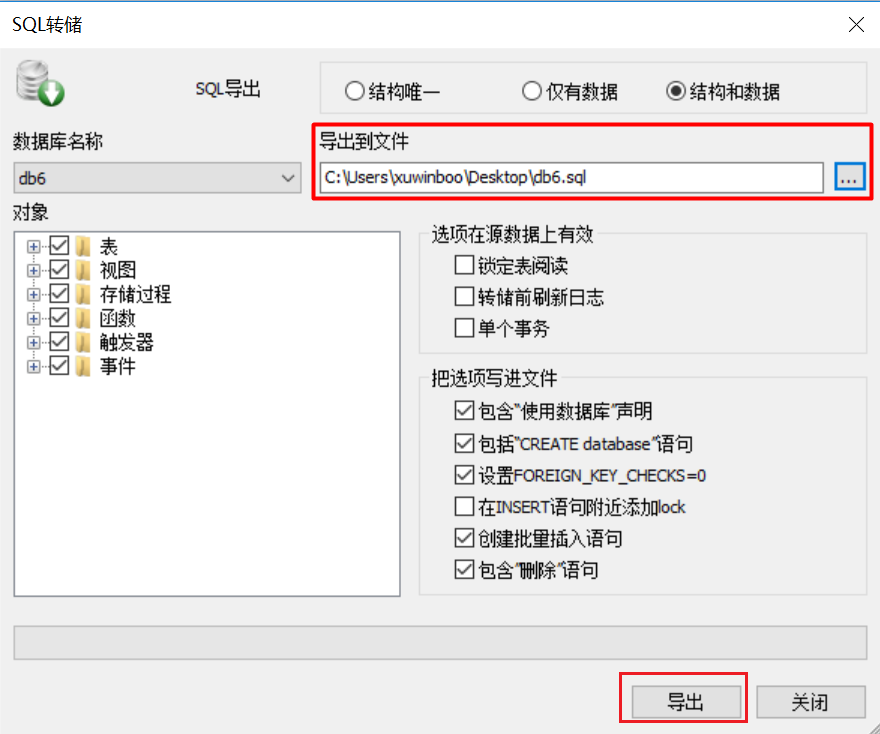 SQL转储
SQL导出
结构唯一
仅有数据
结构和数据
数据库名称
导出到文件
db6
C:\Users\xuwinboo\Desktop\db6.sql
...
对象
表
视图
存储过程
函数
触发器
事件
选项在源数据上有效
锁定表阅读
转储前刷新日志
单个事务
把选项写进文件
包含“使用数据库”声明
包括“CREATE database”语句
设置FOREIGN_KEY_CHECKS=0
在INSERT语句附近添加lock
创建批量插入语句
包含”删除”语句
导出
关闭